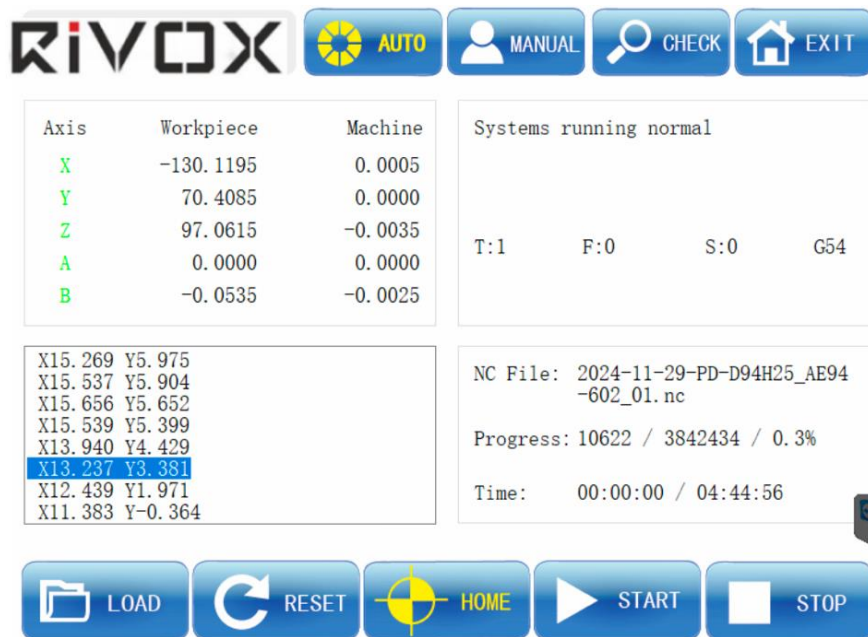 RiVOX AUTO MANUAL CHECK EXIT
Axis Workpiece Machine
X -130.1195 0.0005
Y 70.4085 0.0000
Z 97.0615 -0.0035
A 0.0000 0.0000
B -0.0535 -0.0025
Systems running normal
T:1 F:0 S:0 G54
X15.269 Y5.975
X15.537 Y5.904
X15.656 Y5.652
X15.539 Y5.399
X13.940 Y4.429
X13.237 Y3.381
X12.439 Y1.971
X11.383 Y-0.364
NC File: 2024-11-29-PD-D94H25_AE94
-602_01.nc
Progress: 10622 / 3842434 / 0.3%
Time: 00:00:00 / 04:44:56
LOAD RESET HOME START STOP